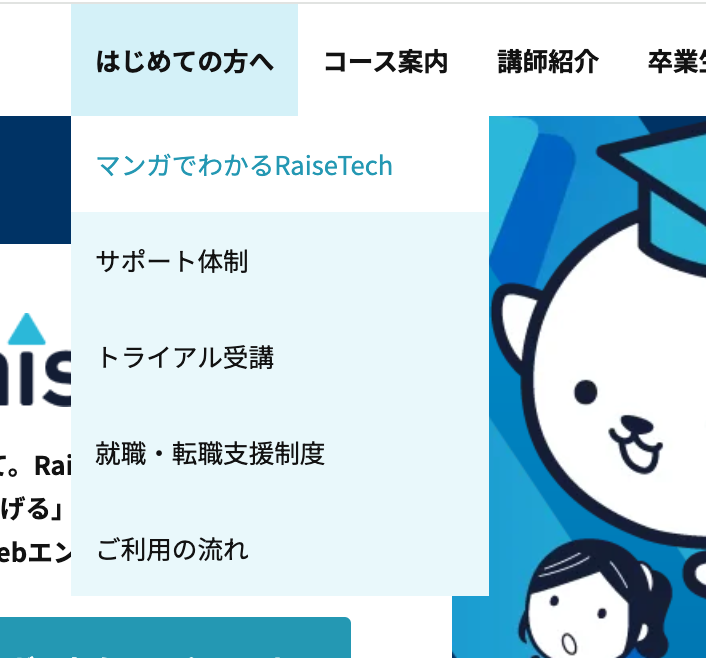 はじめての方へ コース案内 講師紹介 卒業
マンガでわかるRaiseTech
サポート体制
トライアル受講
就職・転職支援制度
ご利用の流れ
is
て。Rai
げる」
ebエン